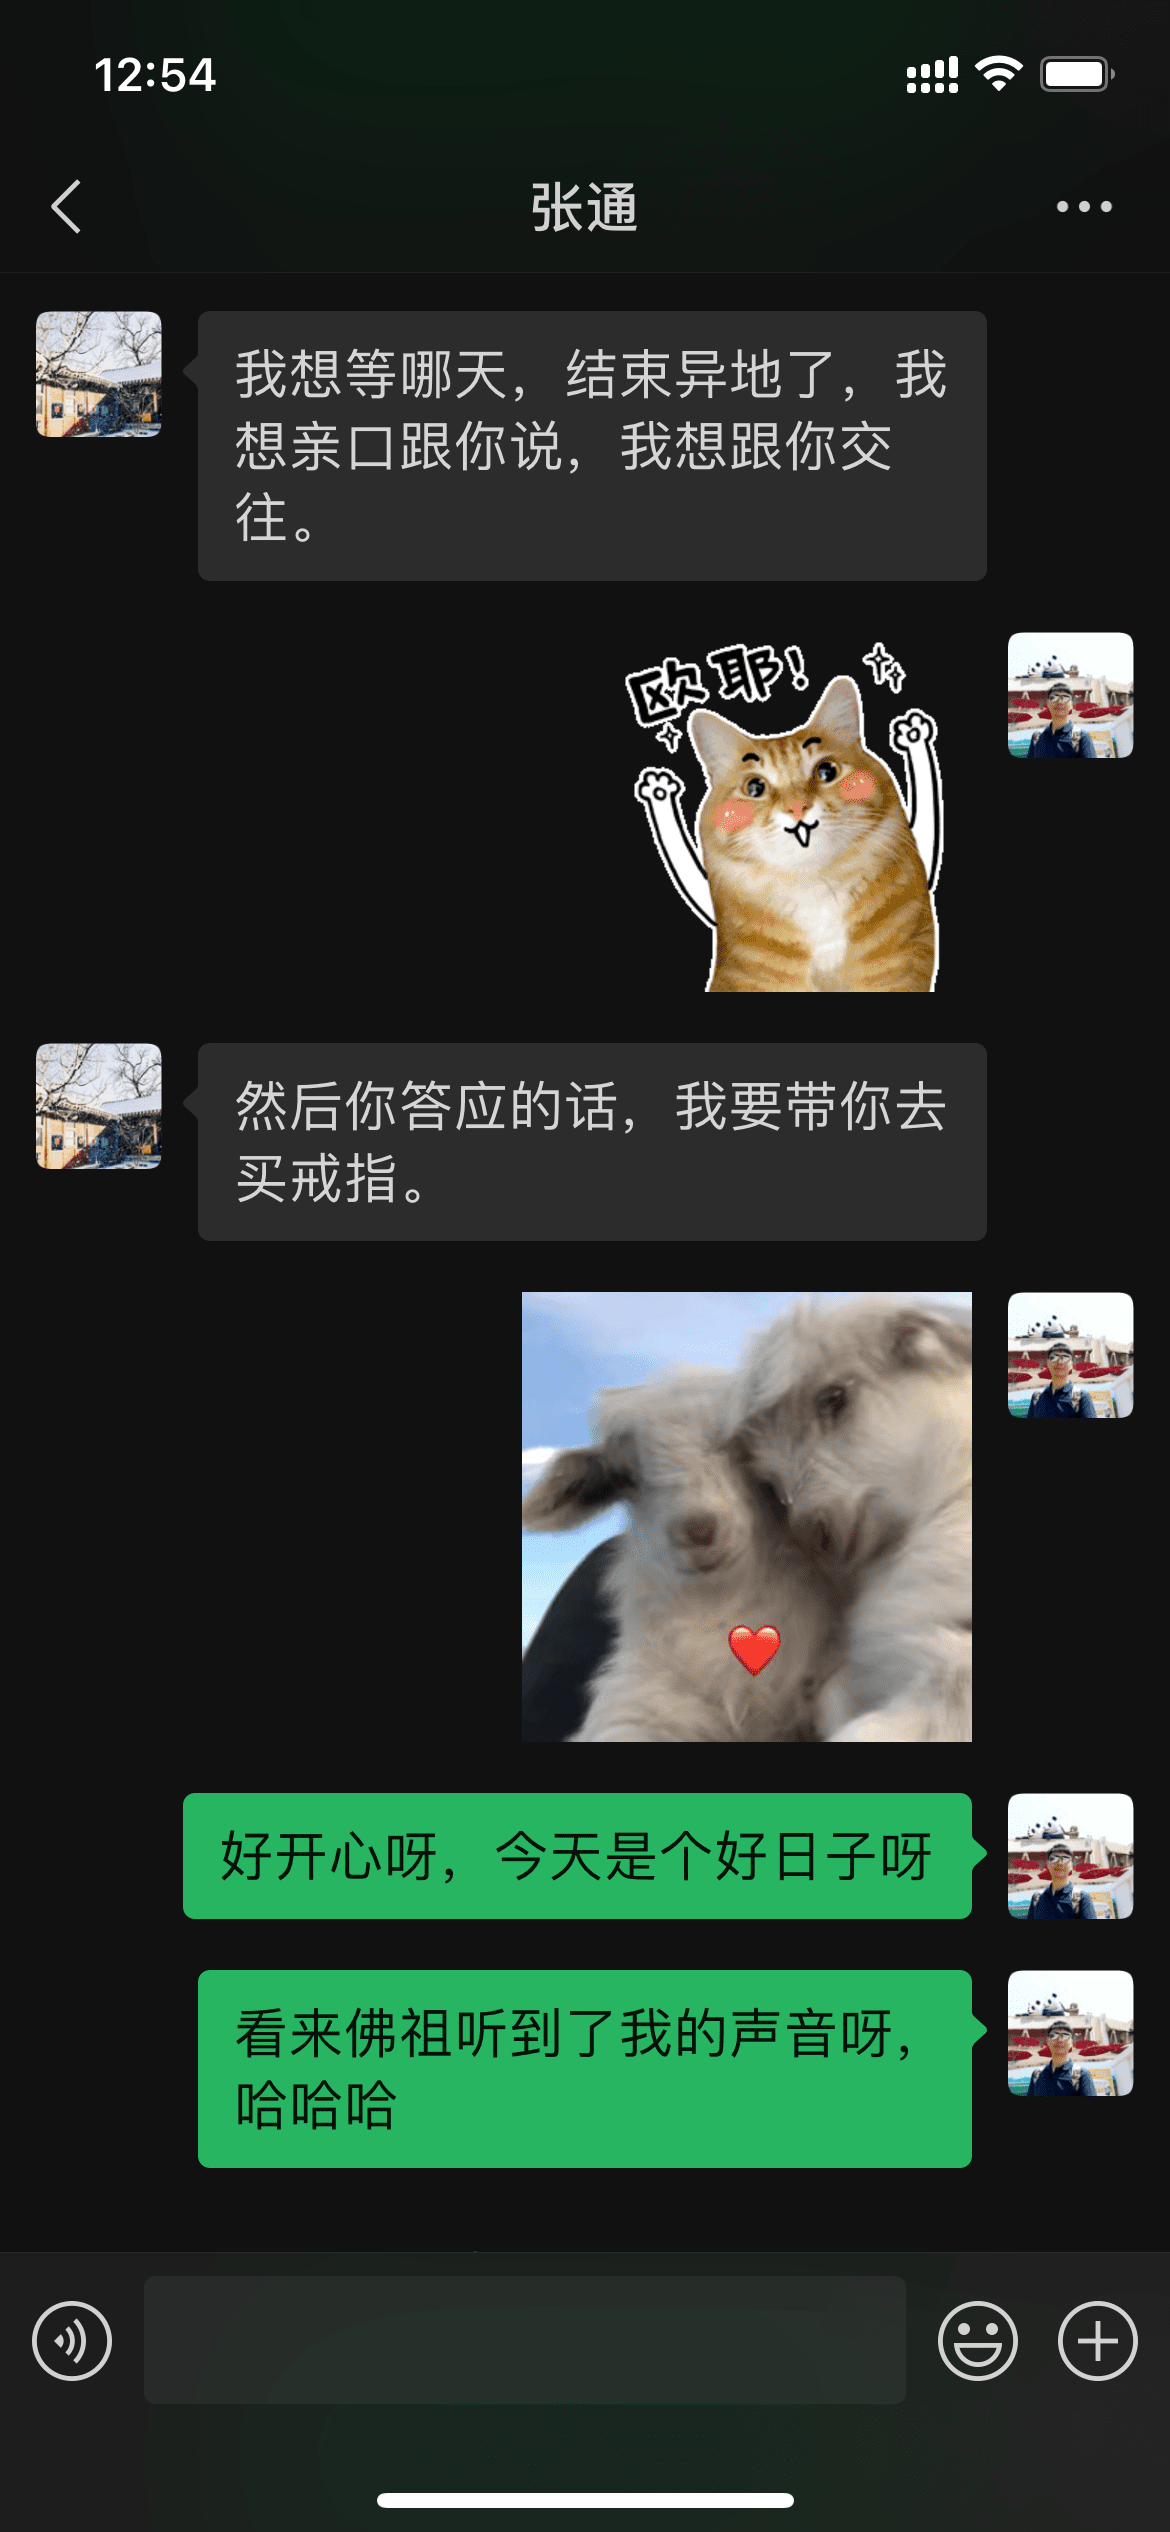 12:54
张通
我想等哪天，结束异地了，我
想亲口跟你说，我想跟你交
往。
欧耶!
然后你答应的话，我要带你去
买戒指。
好开心呀，今天是个好日子呀
看来佛祖听到了我的声音呀，
哈哈哈